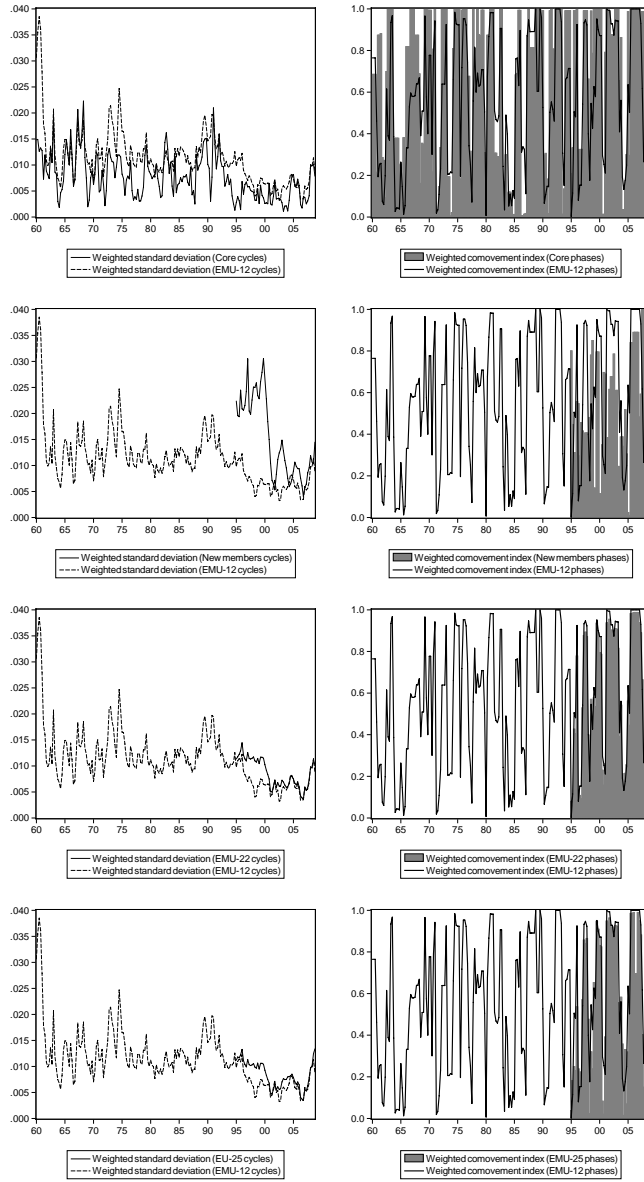 .040
.035
.030
.025
.020
.015
.010
.005
.000
60 65 70 75 80 85 90 95 00 05
Weighted standard deviation (Core cycles)
Weighted standard deviation (EMU-12 cycles)
1.0
0.8
0.6
0.4
0.2
0.0
60 65 70 75 80 85 90 95 00 05
Weighted comovement index (Core phases)
Weighted comovement index (EMU-12 phases)
.040
.035
.030
.025
.020
.015
.010
.005
.000
60 65 70 75 80 85 90 95 00 05
Weighted standard deviation (New members cycles)
Weighted standard deviation (EMU-12 cycles)
1.0
0.8
0.6
0.4
0.2
0.0
60 65 70 75 80 85 90 95 00 05
Weighted comovement index (New members phases)
Weighted comovement index (EMU-12 phases)
.040
.035
.030
.025
.020
.015
.010
.005
.000
60 65 70 75 80 85 90 95 00 05
Weighted standard deviation (EMU-22 cycles)
Weighted standard deviation (EMU-12 cycles)
1.0
0.8
0.6
0.4
0.2
0.0
60 65 70 75 80 85 90 95 00 05
Weighted comovement index (EMU-22 phases)
Weighted comovement index (EMU-12 phases)
.040
.035
.030
.025
.020
.015
.010
.005
.000
60 65 70 75 80 85 90 95 00 05
Weighted standard deviation (EU-25 cycles)
Weighted standard deviation (EMU-12 cycles)
1.0
0.8
0.6
0.4
0.2
0.0
60 65 70 75 80 85 90 95 00 05
Weighted comovement index (EMU-25 phases)
Weighted comovement index (EMU-12 phases)